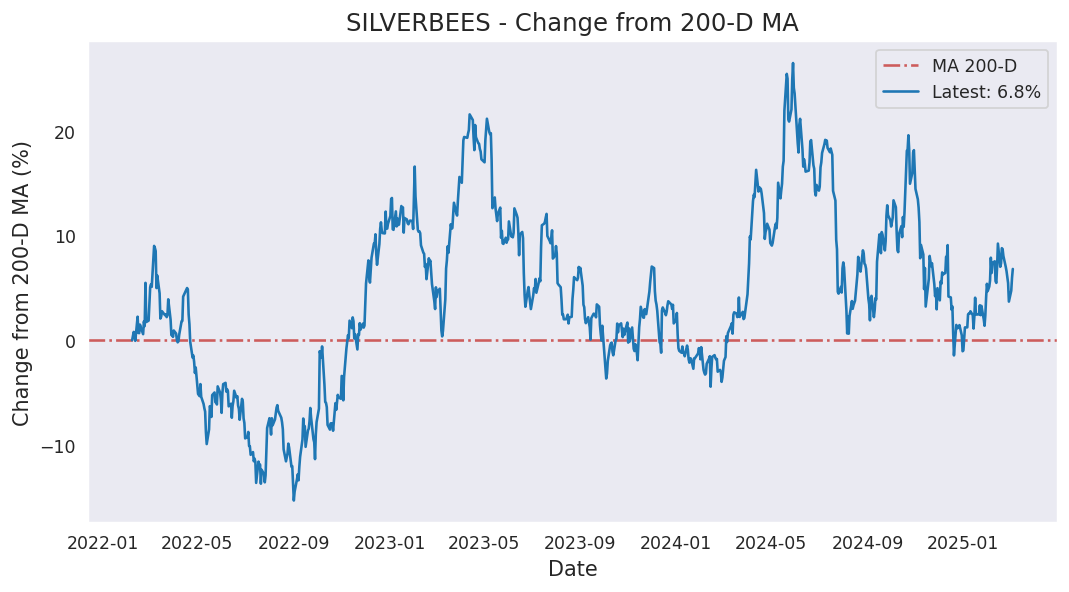 SILVERBEES - Change from 200-D MA
MA 200-D
Latest: 6.8%
Change from 200-D MA (%)
20
10
0
−10
2022-01 2022-05 2022-09 2023-01 2023-05 2023-09 2024-01 2024-05 2024-09 2025-01
Date